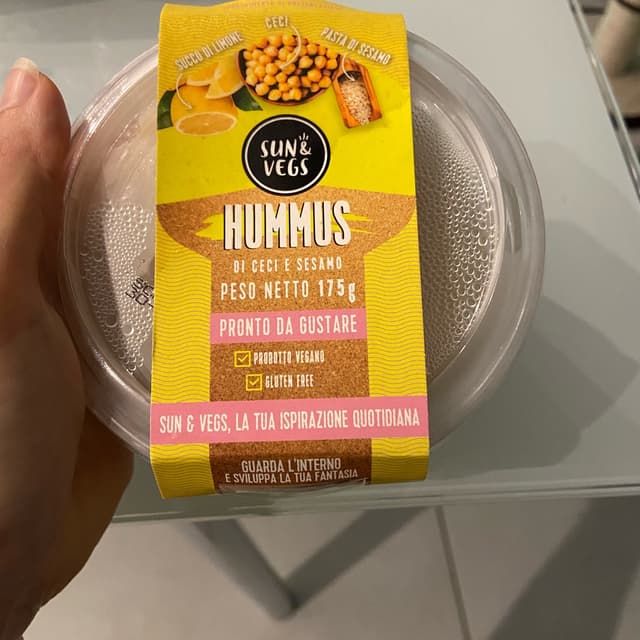 SUCCO DI LIMONE
CECI
PASTA DI SESAMO
SUN &
VEGS
HUMMUS
DI CECI E SESAMO
PESO NETTO 175g
PRONTO DA GUSTARE
PRODOTTO VEGANO
GLUTEN FREE
SUN & VEGS, LA TUA ISPIRAZIONE QUOTIDIANA
GUARDA L'INTERNO
E SVILUPPA LA TUA FANTASIA